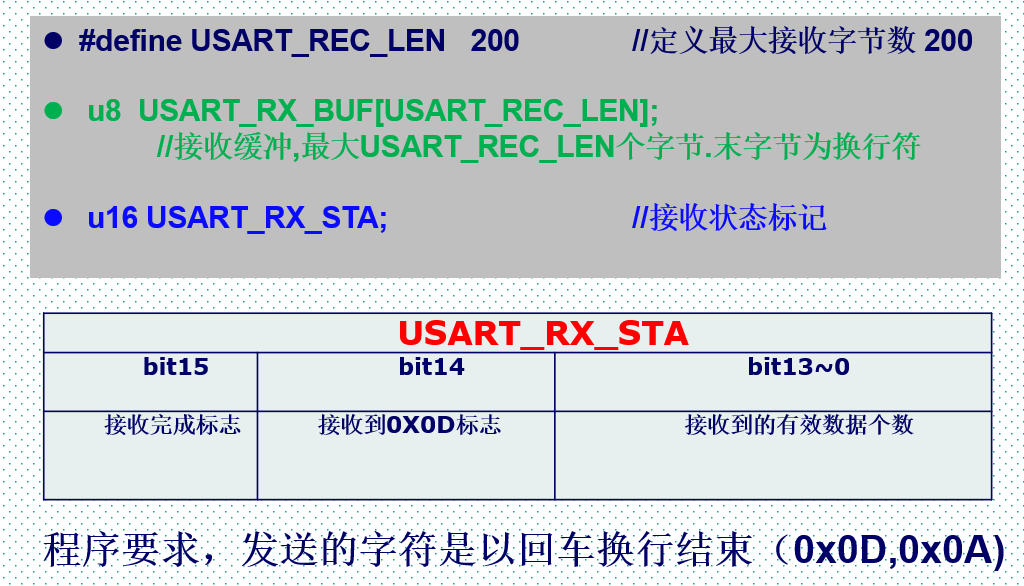 ● #define USART_REC_LEN 200 //定义最大接收字节数 200
● u8 USART_RX_BUF[USART_REC_LEN];
//接收缓冲,最大USART_REC_LEN个字节.末字节为换行符
● u16 USART_RX_STA; //接收状态标记
USART_RX_STA
bit15 bit14 bit13~0
接收完成标志 接收到0X0D标志 接收到的有效数据个数
程序要求，发送的字符是以回车换行结束（0x0D,0x0A)